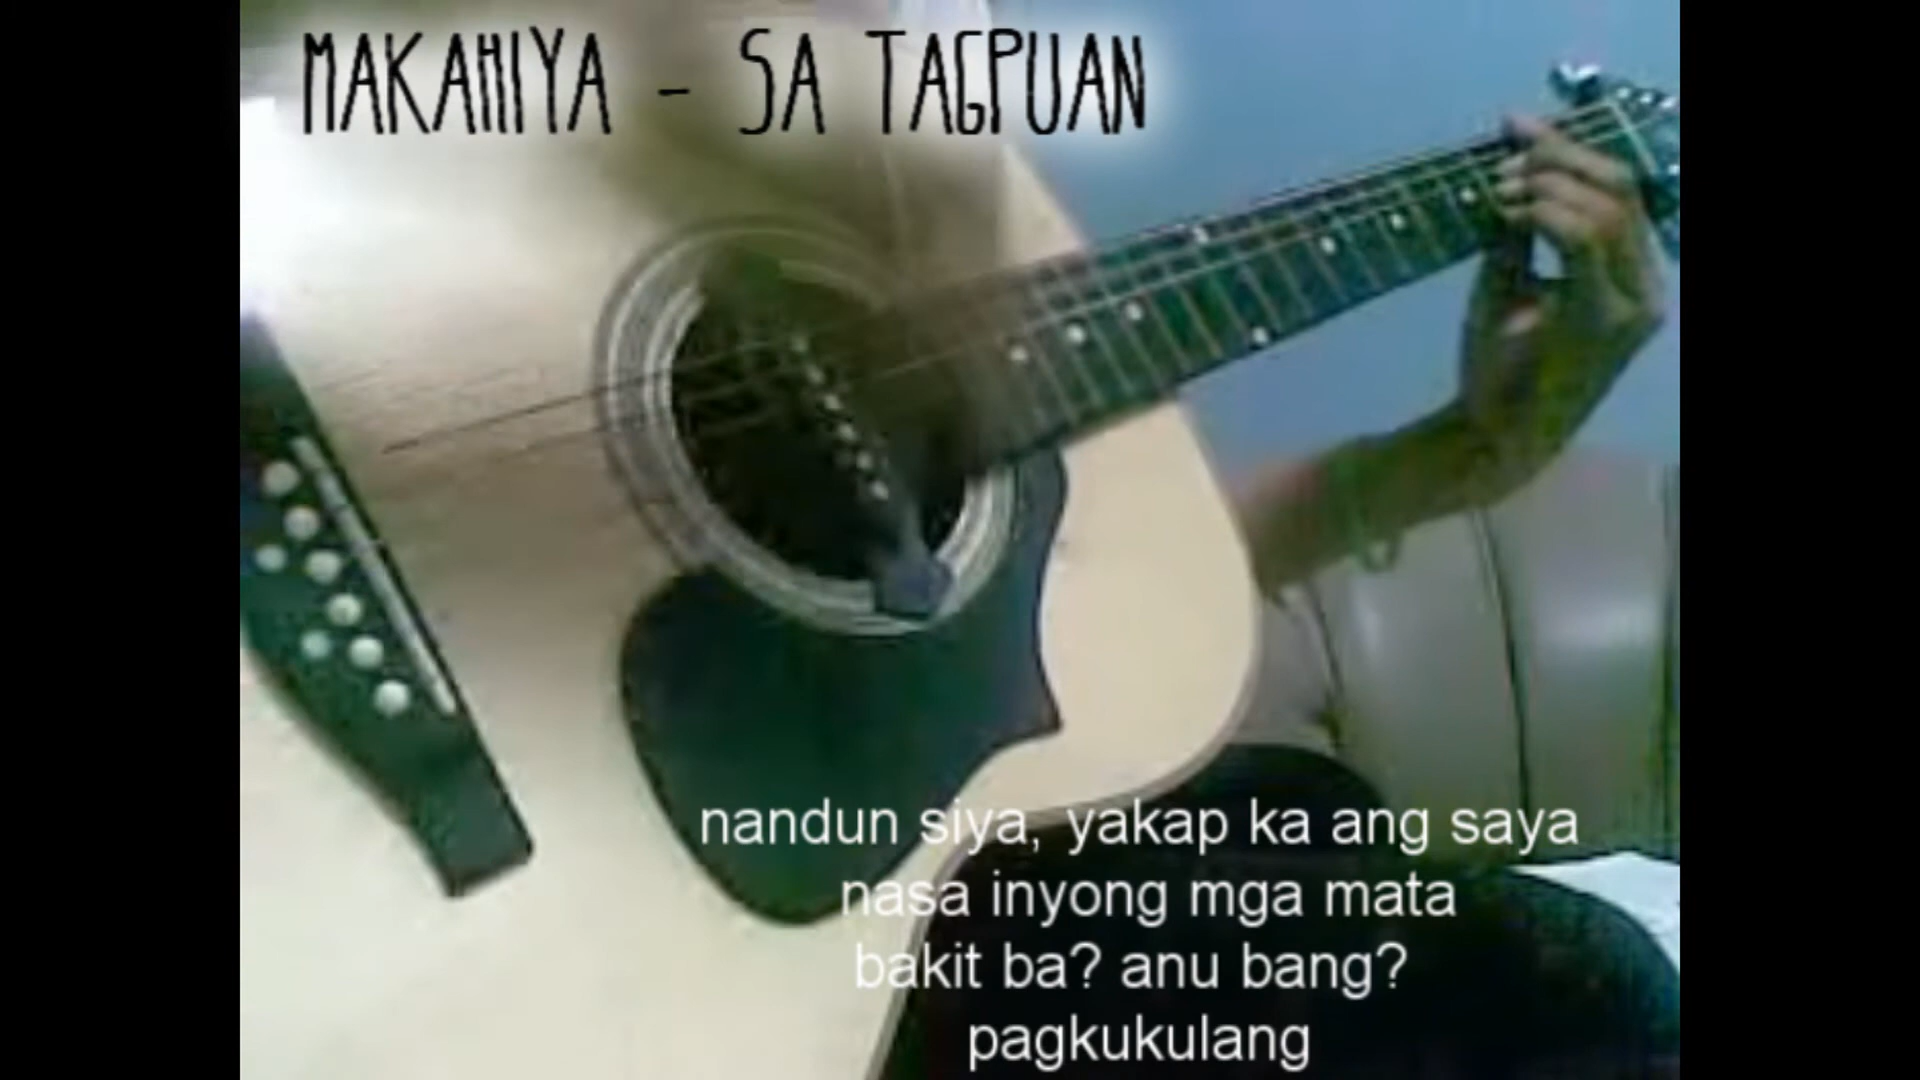 MAKAHIYA - SA TAGPUAN
nandun siya, yakap ka ang saya
nasa inyong mga mata
bakit ba? anu bang?
pagkukulang